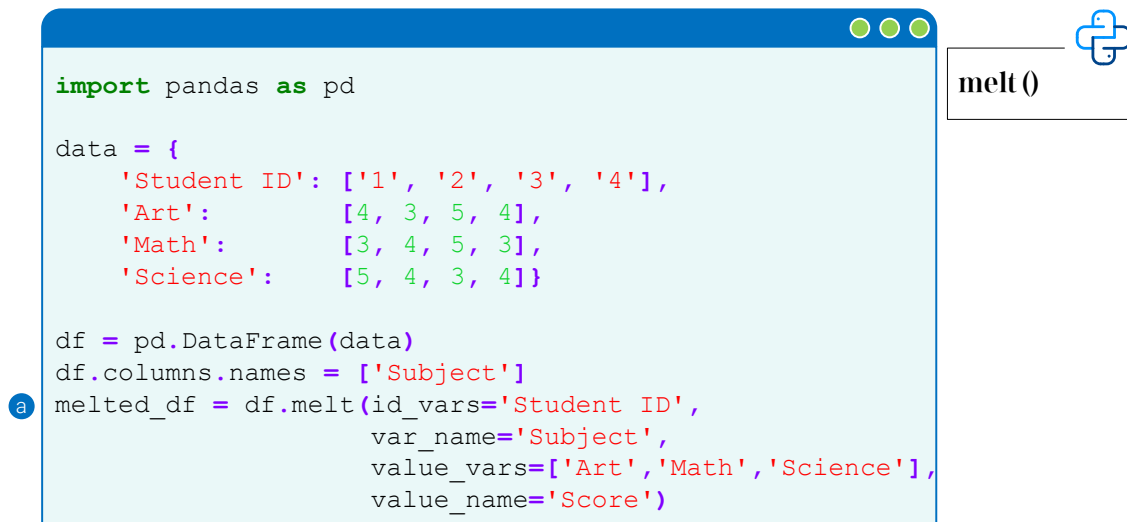 import pandas as pd
melt ()
data = {
    'Student ID': ['1', '2', '3', '4'],
    'Art':        [4, 3, 5, 4],
    'Math':       [3, 4, 5, 3],
    'Science':    [5, 4, 3, 4]}
df = pd.DataFrame(data)
df.columns.names = ['Subject']
a melted_df = df.melt(id_vars='Student ID',
                    var_name='Subject',
                    value_vars=['Art','Math','Science'],
                    value_name='Score')